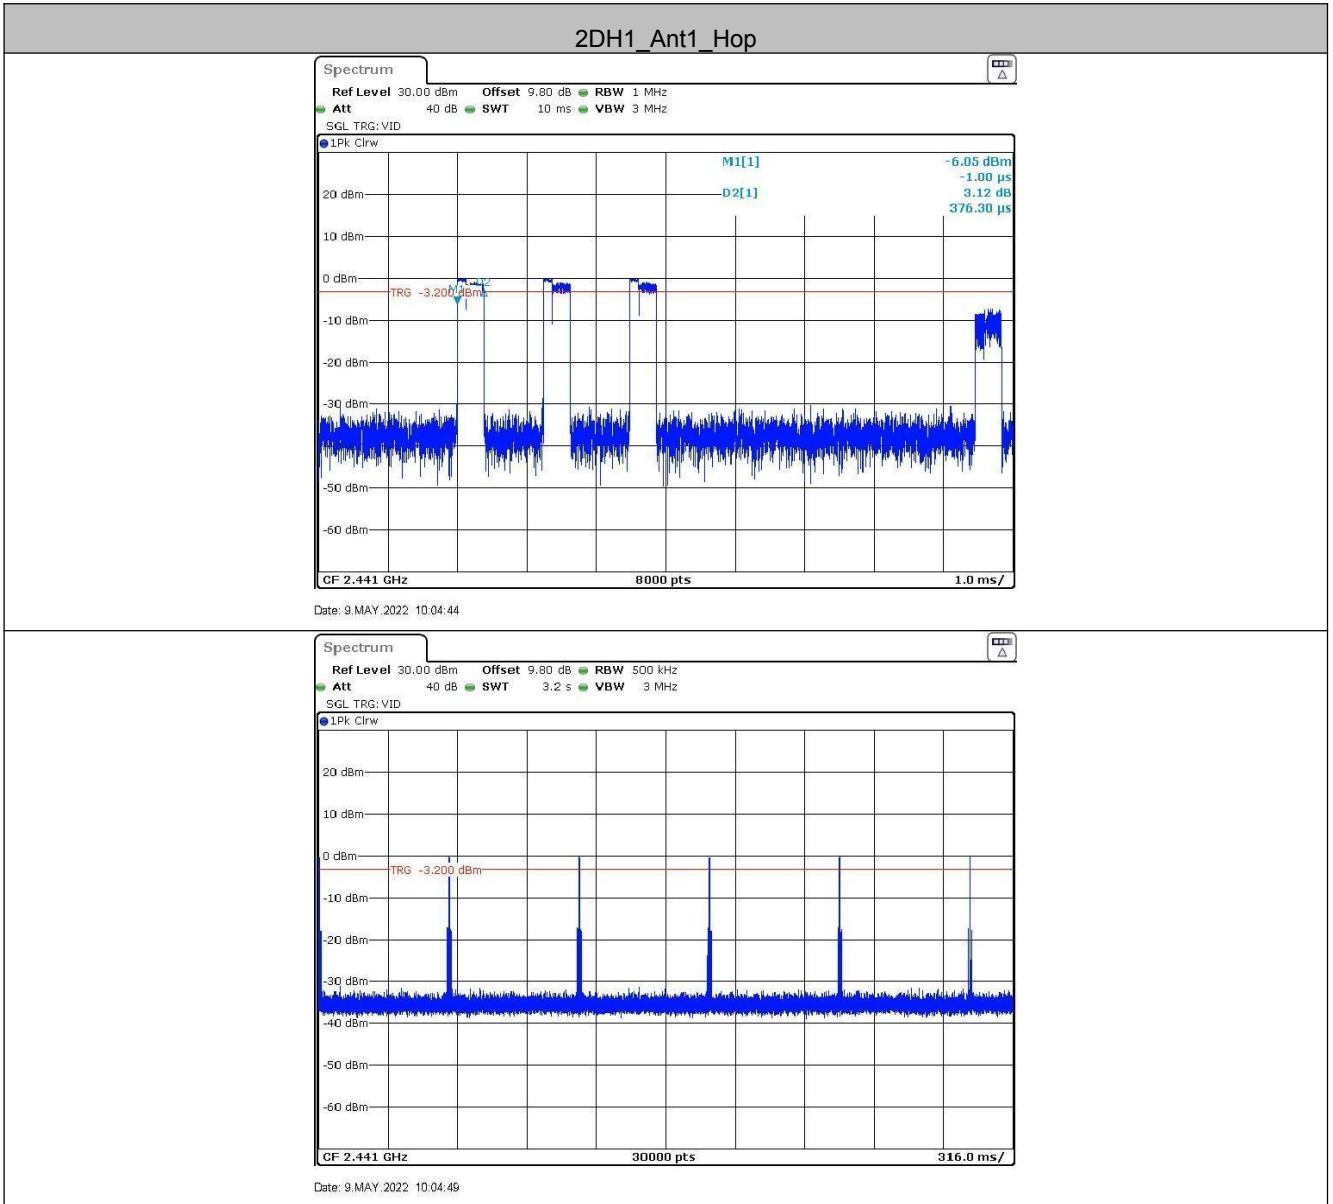 2DH1_Ant1_Hop
Spectrum
Ref Level 30.00 dBm Offset 9.80 dB RBW 1 MHz
Att 40 dB SWT 10 ms VBW 3 MHz
SGL TRG: VID
1Pk Clrw
M1[1] -6.05 dBm
-1.00 µs
20 dBm D2[1] 3.12 dB
376.30 µs
10 dBm
0 dBm
M1 D2
TRG -3.200 dBm
-10 dBm
-20 dBm
-30 dBm
-50 dBm
-60 dBm
CF 2.441 GHz 8000 pts 1.0 ms/
Date: 9.MAY.2022 10:04:44
Spectrum
Ref Level 30.00 dBm Offset 9.80 dB RBW 500 kHz
Att 40 dB SWT 3.2 s VBW 3 MHz
SGL TRG: VID
1Pk Clrw
20 dBm
10 dBm
0 dBm
TRG -3.200 dBm
-10 dBm
-20 dBm
-30 dBm
-40 dBm
-50 dBm
-60 dBm
CF 2.441 GHz 30000 pts 316.0 ms/
Date: 9.MAY.2022 10:04:49